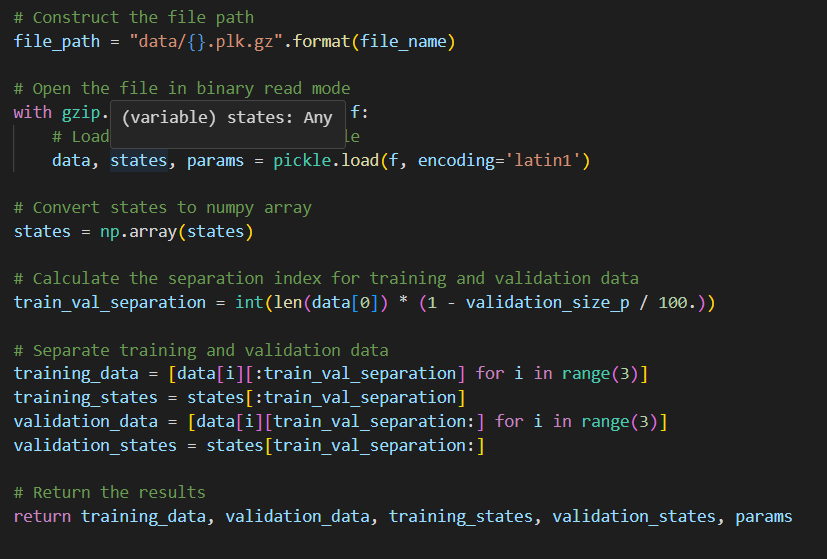 # Construct the file path
file_path = "data/{}.plk.gz".format(file_name)
# Open the file in binary read mode
with gzip. f:
(variable) states: Any
# Load le
data, states, params = pickle.load(f, encoding='latin1')
# Convert states to numpy array
states = np.array(states)
# Calculate the separation index for training and validation data
train_val_separation = int(len(data[0]) * (1 - validation_size_p / 100.))
# Separate training and validation data
training_data = [data[i][:train_val_separation] for i in range(3)]
training_states = states[:train_val_separation]
validation_data = [data[i][train_val_separation:] for i in range(3)]
validation_states = states[train_val_separation:]
# Return the results
return training_data, validation_data, training_states, validation_states, params